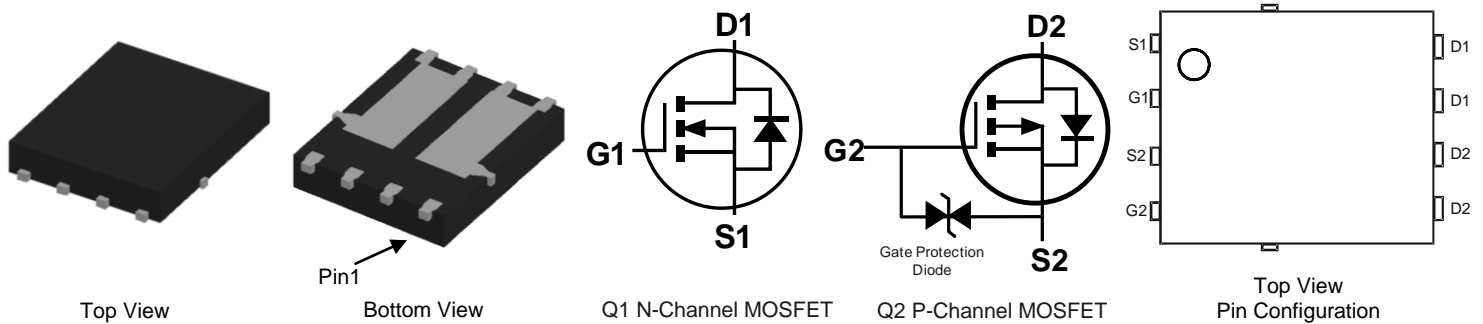 Top View
Pin1
Bottom View
D1
G1
S1
Q1 N-Channel MOSFET
D2
G2
Gate Protection
Diode
S2
Q2 P-Channel MOSFET
S1
G1
S2
G2
D1
D1
D2
D2
Top View
Pin Configuration